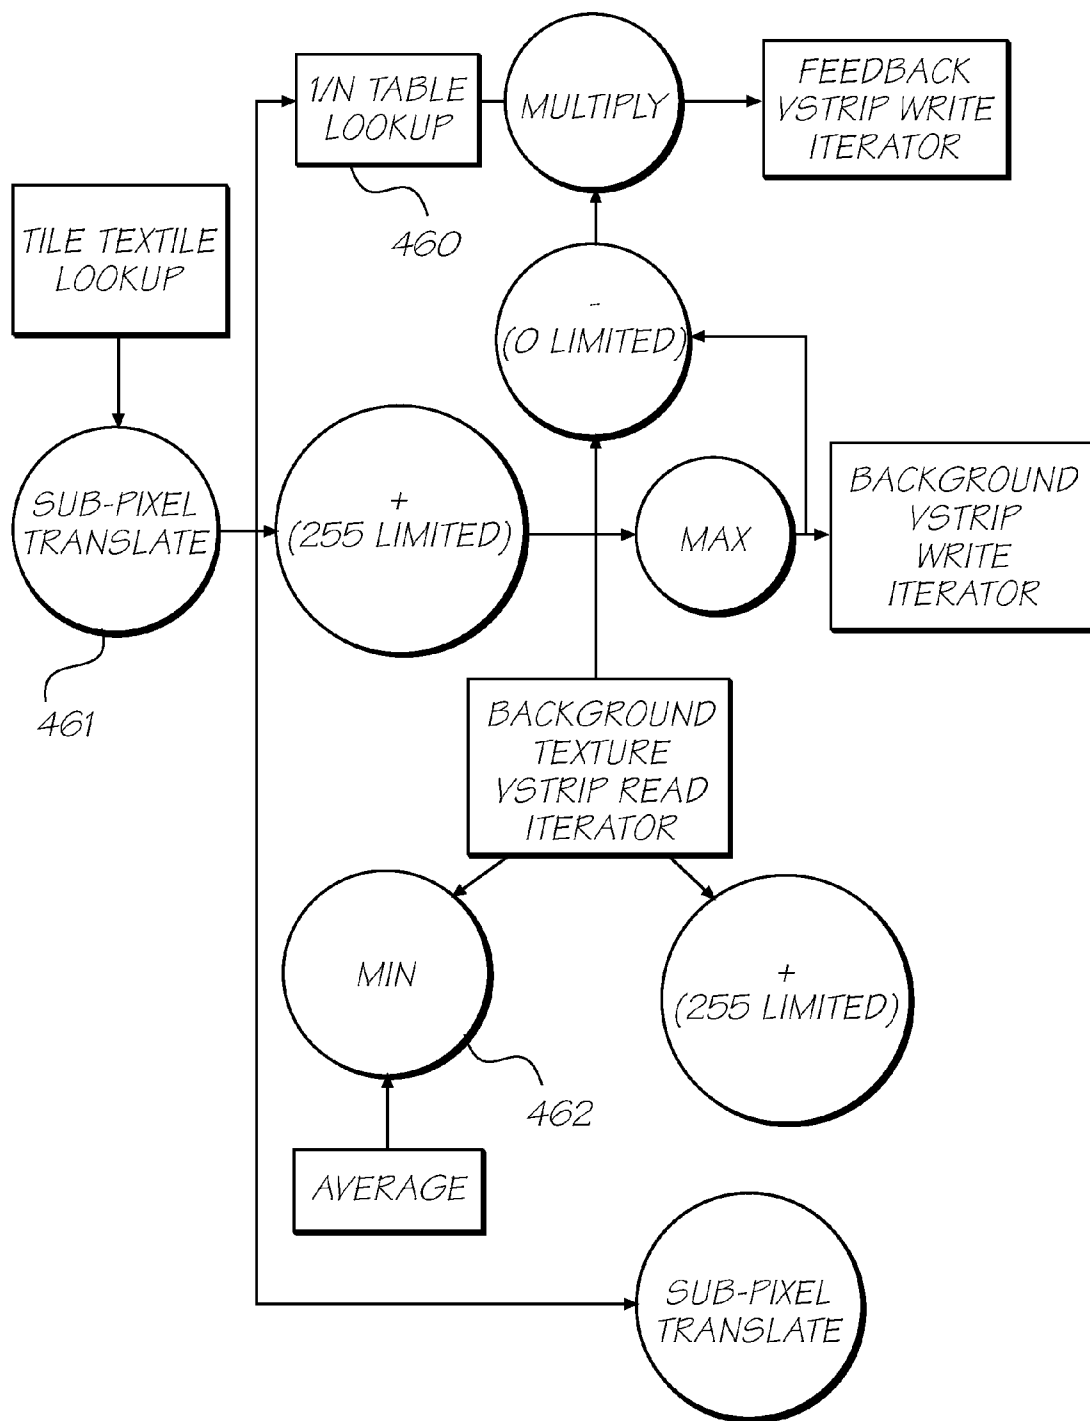 1/N TABLE
LOOKUP
MULTIPLY
FEEDBACK
VSTRIP WRITE
ITERATOR
460
TILE TEXTILE
LOOKUP
-
(0 LIMITED)
SUB-PIXEL
TRANSLATE
+
(255 LIMITED)
MAX
BACKGROUND
VSTRIP
WRITE
ITERATOR
461
BACKGROUND
TEXTURE
VSTRIP READ
ITERATOR
MIN
+
(255 LIMITED)
462
AVERAGE
SUB-PIXEL
TRANSLATE